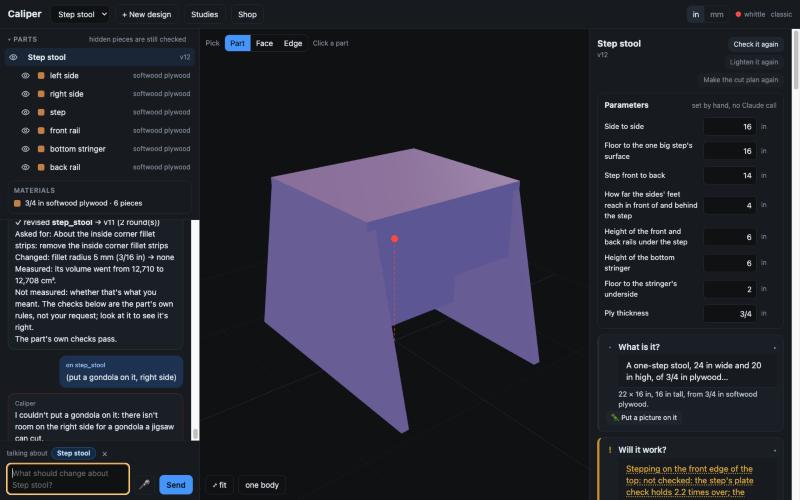 Caliper
Step stool
+ New design
Studies
Shop
in
mm
whittle
classic
PARTS
hidden pieces are still checked
Step stool
v12
left side
softwood plywood
right side
softwood plywood
step
softwood plywood
front rail
softwood plywood
bottom stringer
softwood plywood
back rail
softwood plywood
MATERIALS
3/4 in softwood plywood · 6 pieces
✓ revised step_stool → v11 (2 round(s))
Asked for: About the inside corner fillet
strips: remove the inside corner fillet strips
Changed: fillet radius 5 mm (3/16 in) → none
Measured: its volume went from 12,710 to
12,708 cm³.
Not measured: whether that's what you
meant. The checks below are the part's own
rules, not your request; look at it to see it's
right.
The part's own checks pass.
on step_stool
(put a gondola on it, right side)
Caliper
I couldn't put a gondola on it: there isn't
room on the right side for a gondola a jigsaw
can cut.
talking about
Step stool
×
What should change about
Step stool?
Send
Pick
Part
Face
Edge
Click a part
fit
one body
Step stool
v12
Check it again
Lighten it again
Make the cut plan again
Parameters
set by hand, no Claude call
Side to side
16
in
Floor to the one big step's
surface
16
in
Step front to back
14
in
How far the sides' feet
reach in front of and behind
the step
4
in
Height of the front
and back rails under the step
6
in
Height of the bottom
stringer
6
in
Floor to the stringer's
underside
2
in
Ply thickness
3/4
in
What is it?
A one-step stool, 24 in wide and 20
in high, of 3/4 in plywood...
22 × 16 in, 16 in tall, from 3/4 in softwood
plywood.
Put a picture on it
! Will it work?
Stepping on the front edge of the
top: not checked: the step's plate
check holds 2.2 times over; the